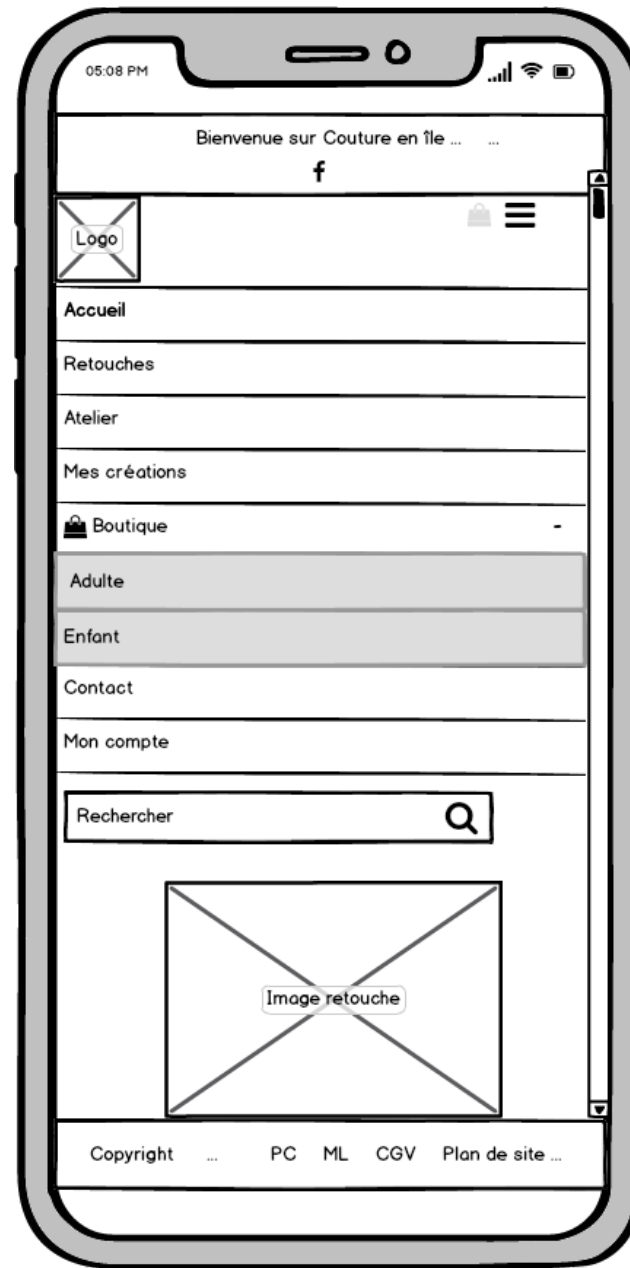 05:08 PM
Bienvenue sur Couture en île ... ...
f
Logo
Accueil
Retouches
Atelier
Mes créations
Boutique -
Adulte
Enfant
Contact
Mon compte
Rechercher
Image retouche
Copyright ... PC ML CGV Plan de site ...